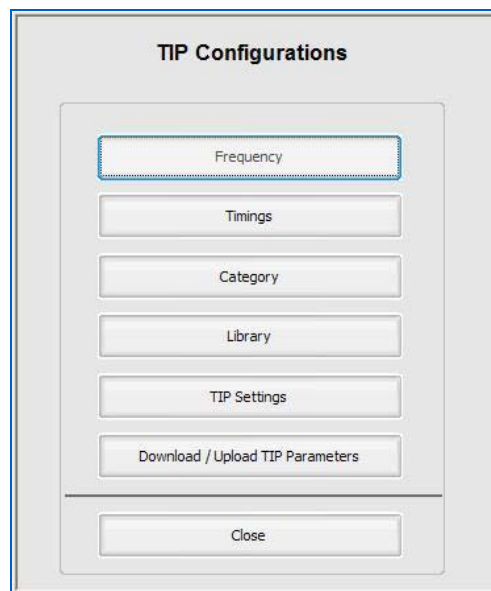 TIP Configurations
Frequency
Timings
Category
Library
TIP Settings
Download / Upload TIP Parameters
Close